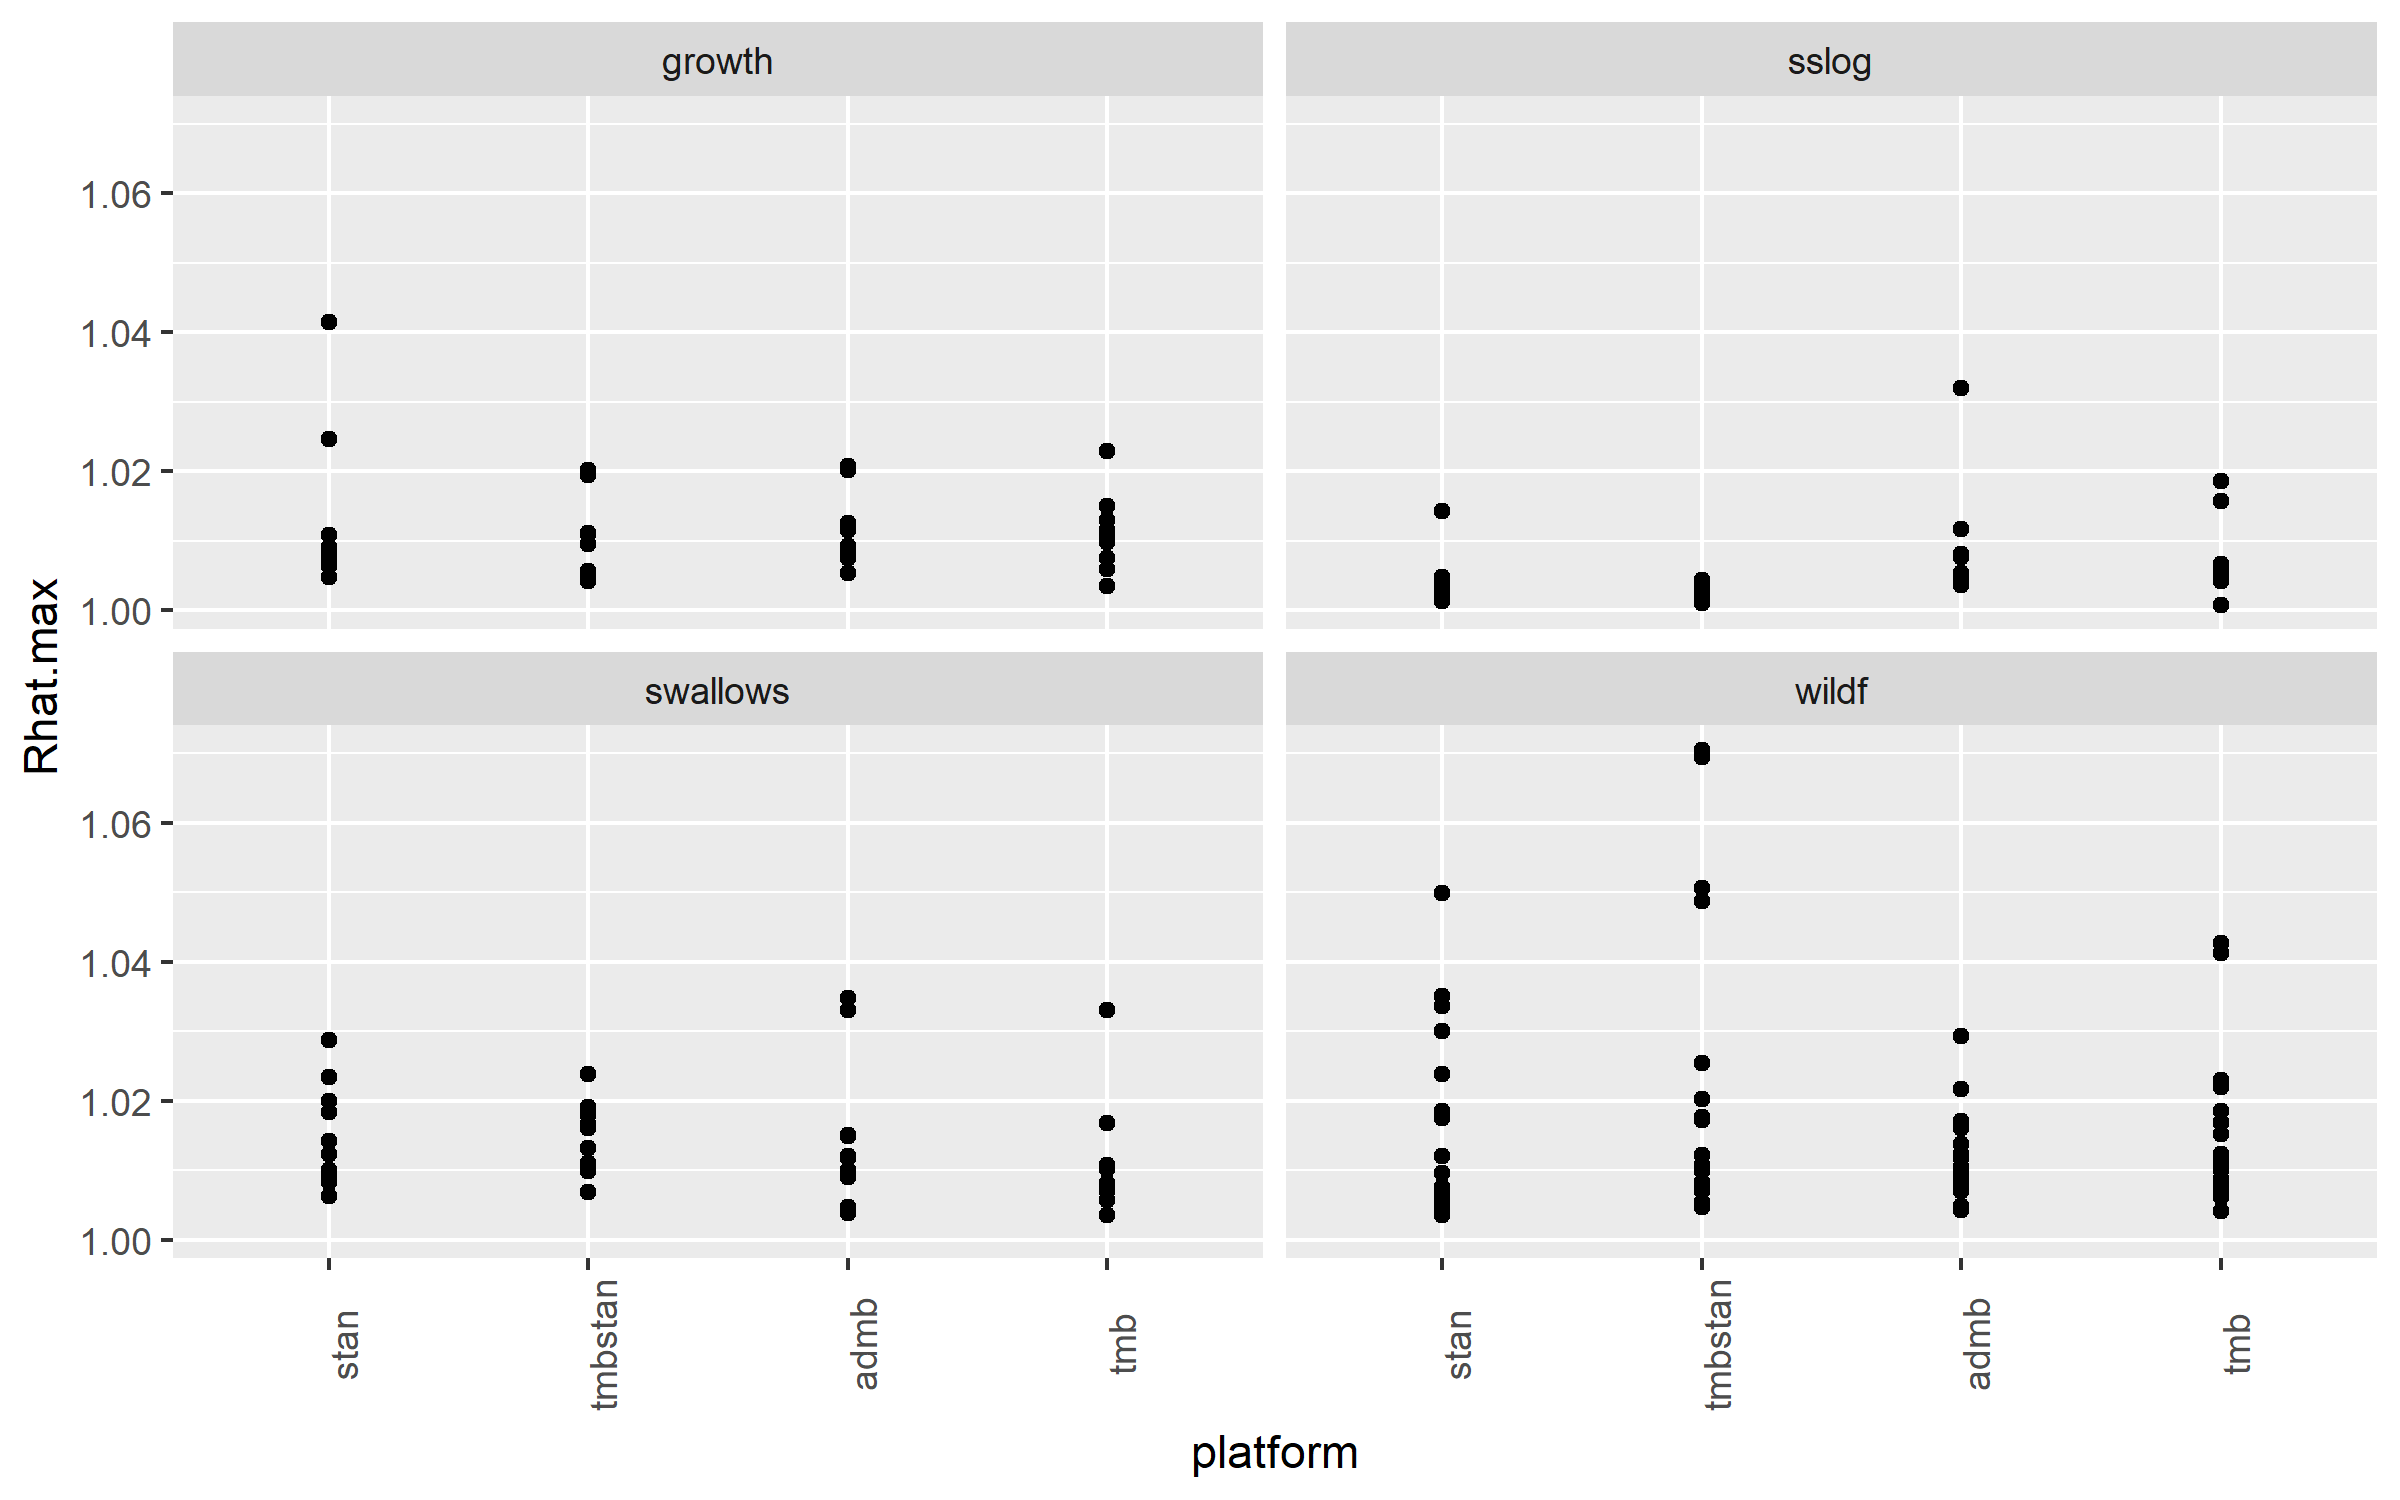 growth
sslog
1.06
1.04
1.02
1.00
swallows
wildf
1.06
1.04
1.02
1.00
Rhat.max
stan
tmbstan
admb
tmb
stan
tmbstan
admb
tmb
platform